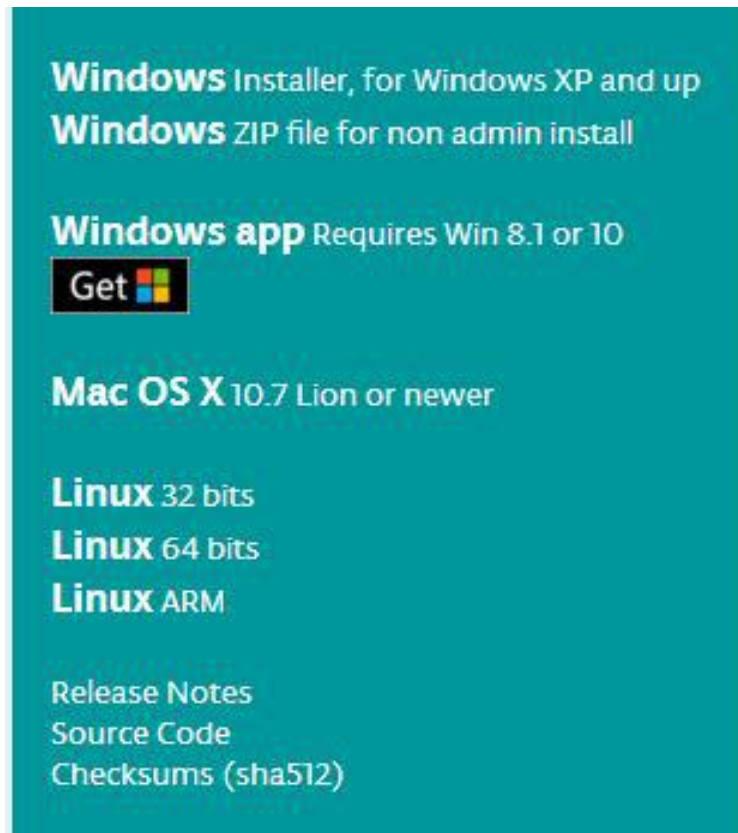 Windows Installer, for Windows XP and up
Windows ZIP file for non admin install
Windows app Requires Win 8.1 or 10
Get
Mac OS X 10.7 Lion or newer
Linux 32 bits
Linux 64 bits
Linux ARM
Release Notes
Source Code
Checksums (sha512)